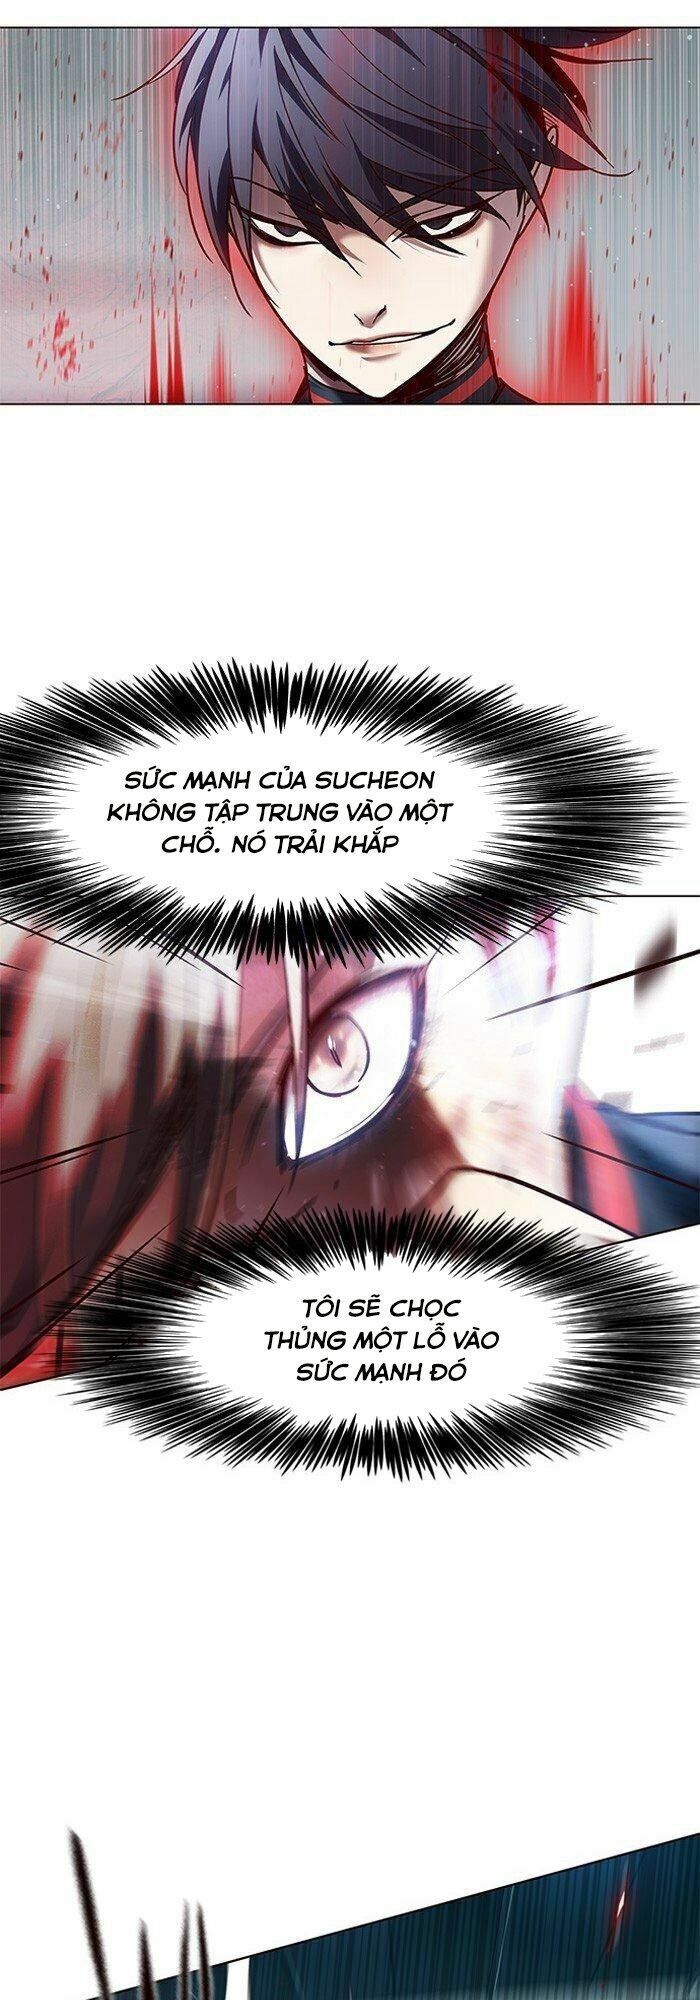 SỨC MẠNH CỦA SUCHEON
KHÔNG TẬP TRUNG VÀO MỘT
CHỖ. NÓ TRẢI KHẮP
TÔI SẼ CHỌC
THỦNG MỘT LỖ VÀO
SỨC MẠNH ĐÓ